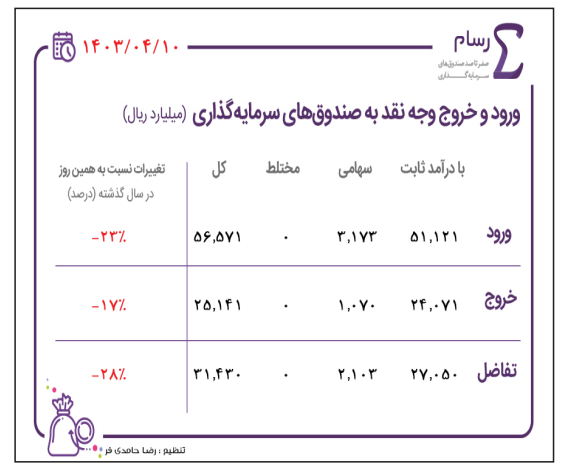 رسام
صفر تا صد صندوق‌های
سرمایه‌گذاری
۱۴۰۳/۰۴/۱۰
ورود و خروج وجه نقد به صندوق‌های سرمایه‌گذاری (میلیارد ریال)
با درآمد ثابت سهامی مختلط کل تغییرات نسبت به همین روز
در سال گذشته (درصد)
ورود ۵۱,۱۲۱ ۳,۱۷۳ ۰ ۵۶,۵۷۱ -۲۳٪
خروج ۲۴,۰۷۱ ۱,۰۷۰ ۰ ۲۵,۱۴۱ -۱۷٪
تفاضل ۲۷,۰۵۰ ۲,۱۰۳ ۰ ۳۱,۴۳۰ -۲۸٪
تنظیم : رضا حامدی فر